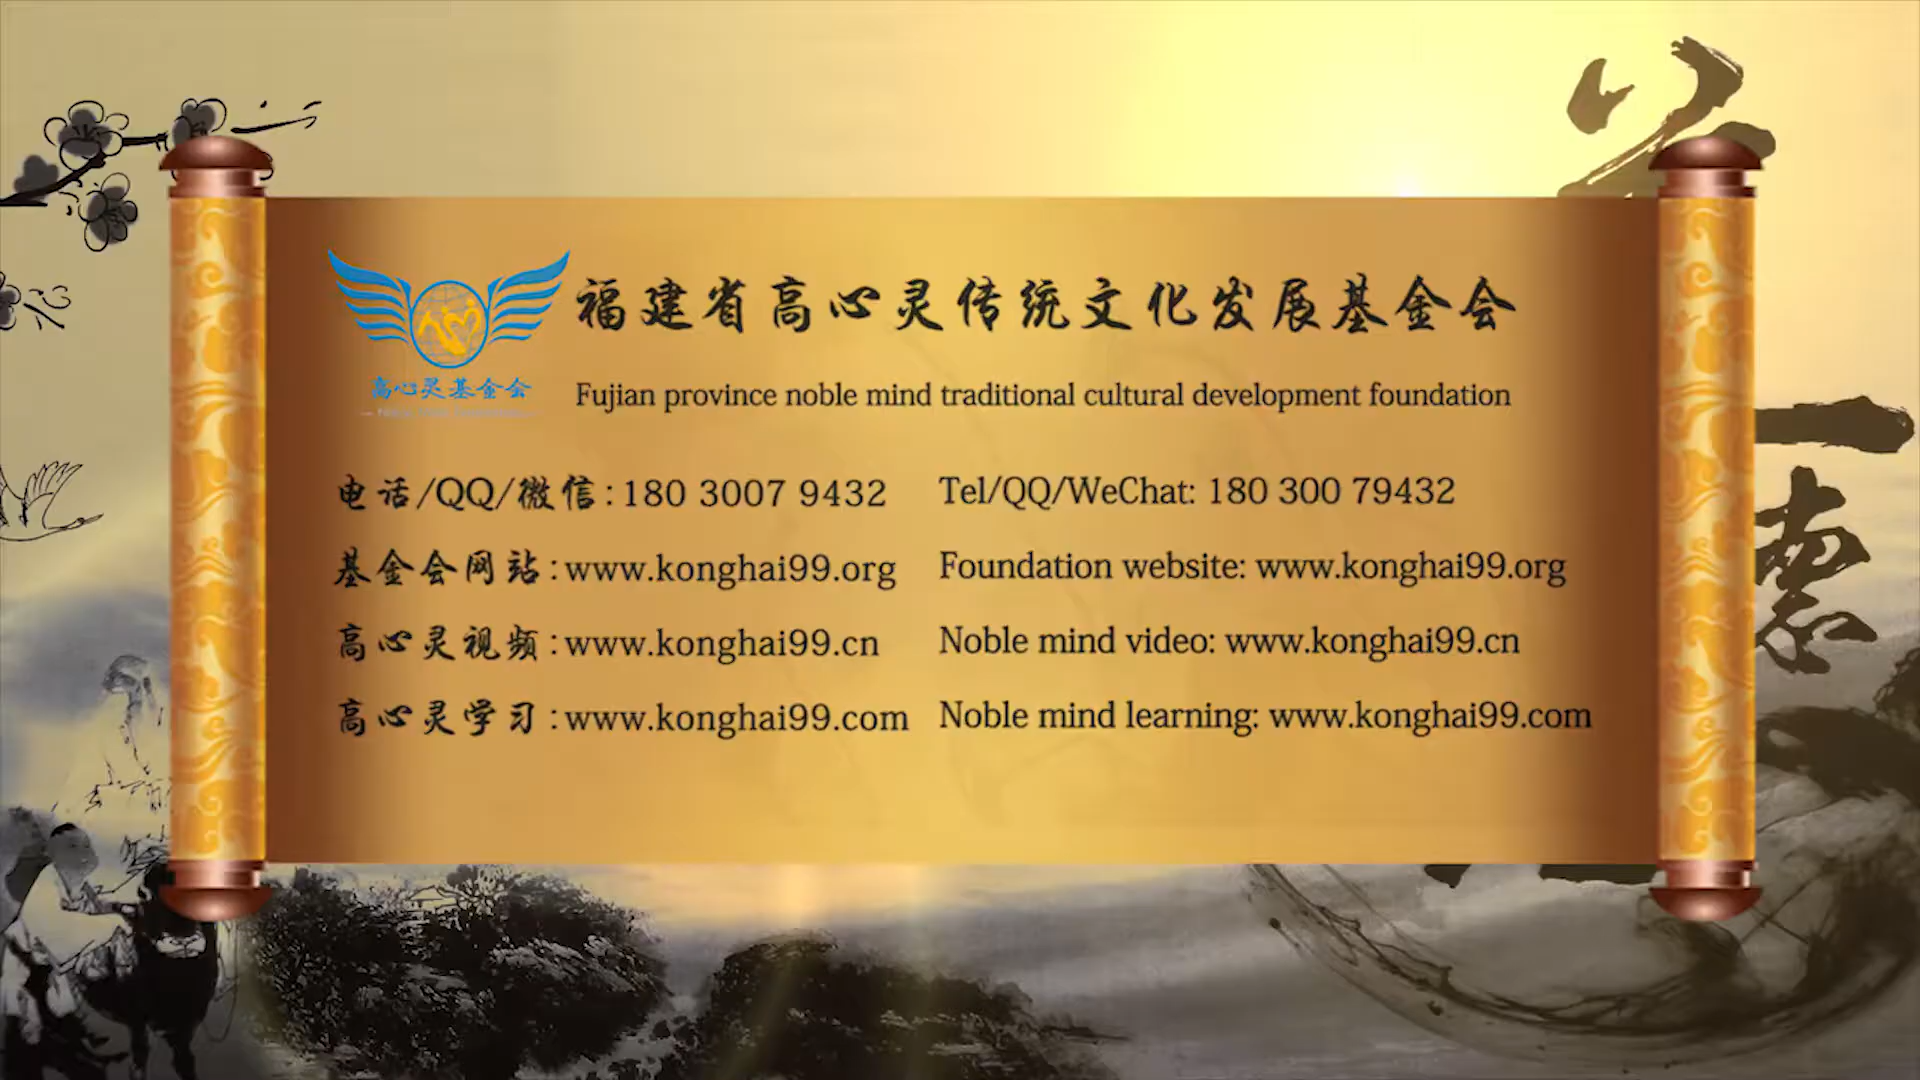 福建省高心灵传统文化发展基金会
高心灵基金会
Fujian province noble mind traditional cultural development foundation
电话/QQ/微信:180 3007 9432
Tel/QQ/WeChat: 180 300 79432
基金会网站:www.konghai99.org
Foundation website: www.konghai99.org
高心灵视频:www.konghai99.cn
Noble mind video: www.konghai99.cn
高心灵学习:www.konghai99.com
Noble mind learning: www.konghai99.com